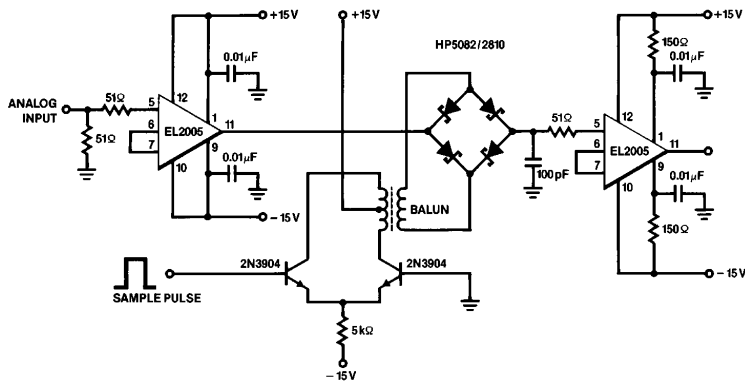 +15V
+15V
+15V
HP5082/2810
150Ω
0.01μF
0.01μF
ANALOG
INPUT
51Ω
51Ω
5
12
1
EL2005
11
6
7
9
10
0.01μF
-15V
51Ω
100pF
5
12
1
EL2005
11
6
7
9
10
0.01μF
150Ω
-15V
BALUN
2N3904
2N3904
SAMPLE PULSE
5kΩ
-15V